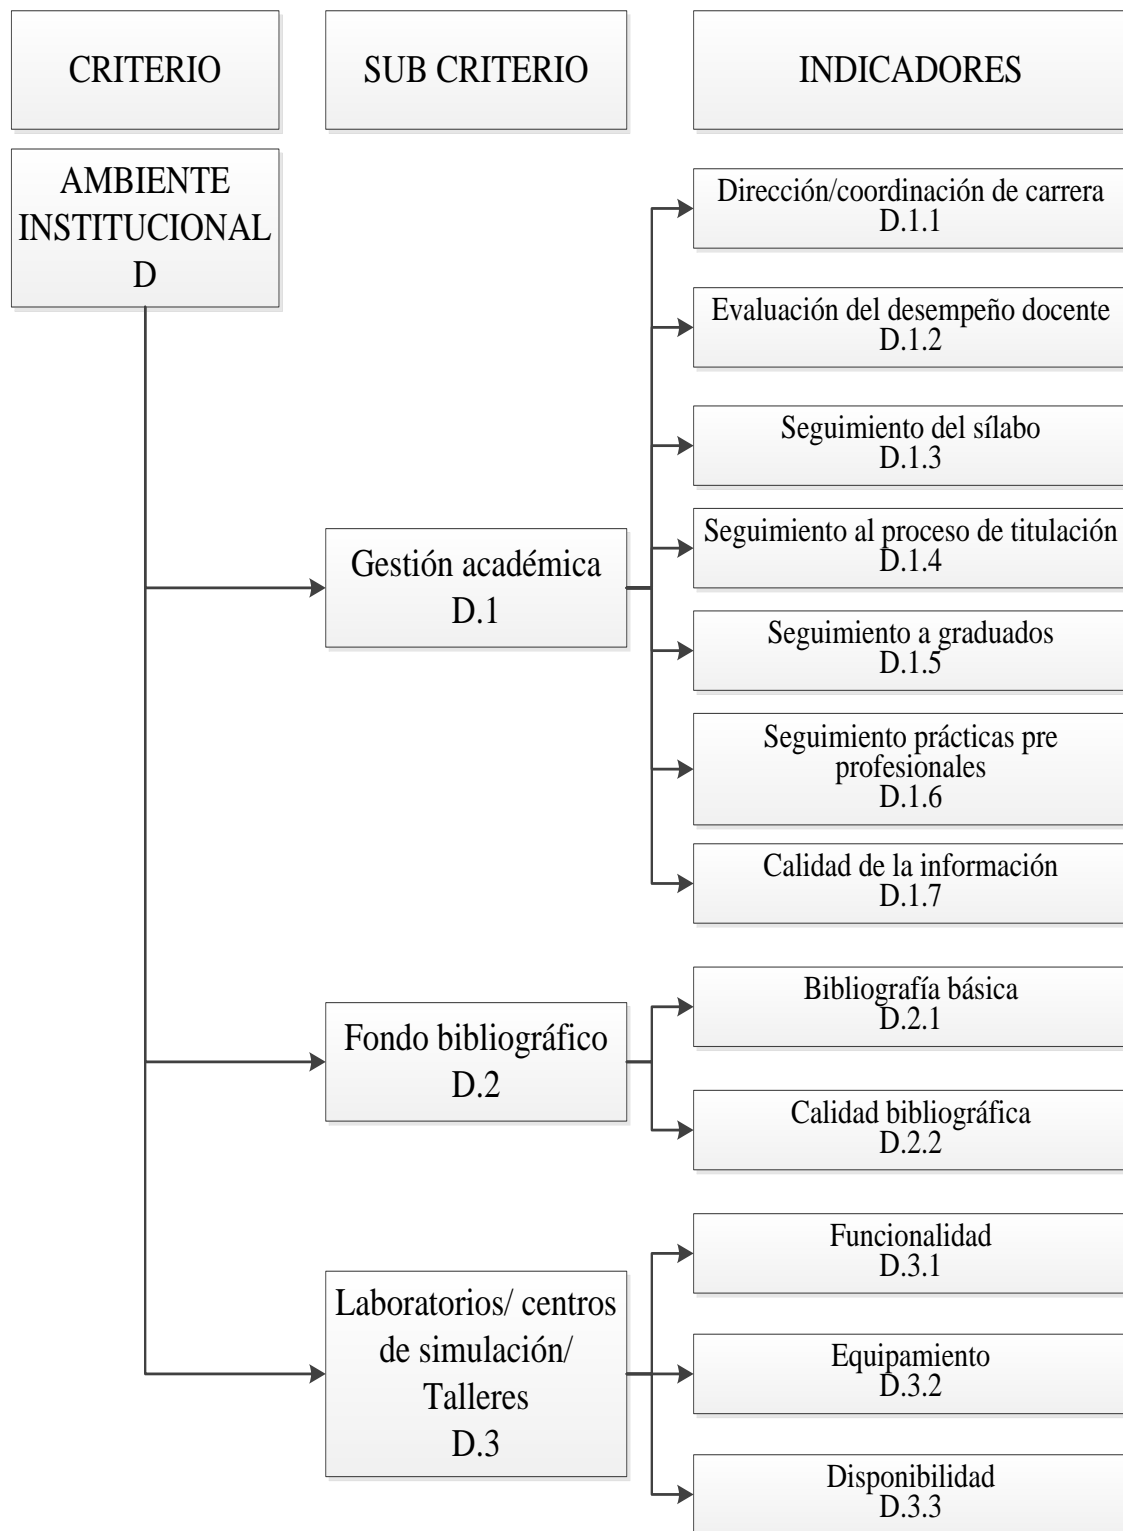 CRITERIO
SUB CRITERIO
INDICADORES
AMBIENTE
INSTITUCIONAL
D
Dirección/coordinación de carrera
D.1.1
Evaluación del desempeño docente
D.1.2
Seguimiento del sílabo
D.1.3
Seguimiento al proceso de titulación
D.1.4
Gestión académica
D.1
Seguimiento a graduados
D.1.5
Seguimiento prácticas pre
profesionales
D.1.6
Calidad de la información
D.1.7
Fondo bibliográfico
D.2
Bibliografía básica
D.2.1
Calidad bibliográfica
D.2.2
Laboratorios/ centros
de simulación/
Talleres
D.3
Funcionalidad
D.3.1
Equipamiento
D.3.2
Disponibilidad
D.3.3